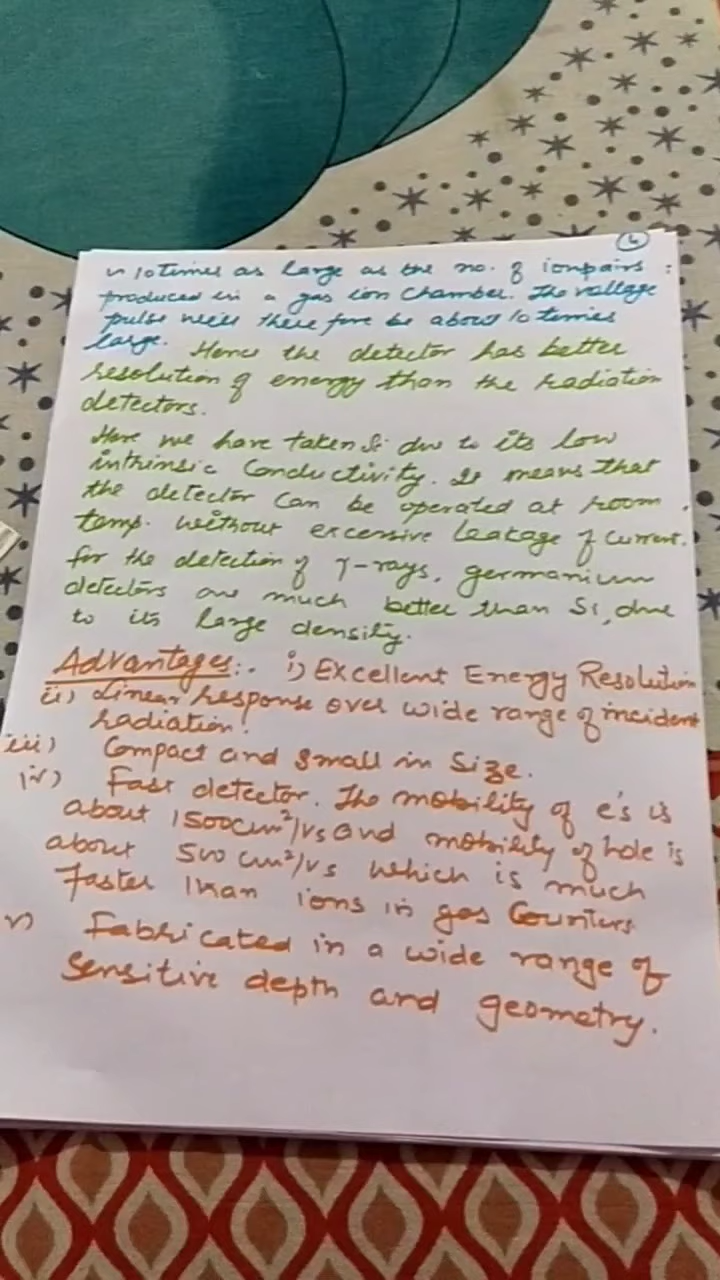 ④
~ 10 times as large as the no. of ionpairs
produced in a gas ion chamber. The voltage
pulse will there fore be about 10 times
large. Hence the detector has better
resolution of energy than the radiation
detectors.
Here we have taken Si due to its low
intrinsic Conductivity. It means that
the detector Can be operated at room
temp. without excessive leakage of current.
for the detection of γ-rays, germanium
detectors are much better than Si, due
to its large density.
Advantages:- i) Excellent Energy Resolution
ii) Linear response over wide range of incident
radiation.
iii) Compact and small in size.
iv) Fast detector. The mobility of e's is
about 1500cm²/vs and mobility of hole is
about 500 cm²/vs which is much
faster than ions in gas Counters
v) Fabricated in a wide range of
sensitive depth and geometry.